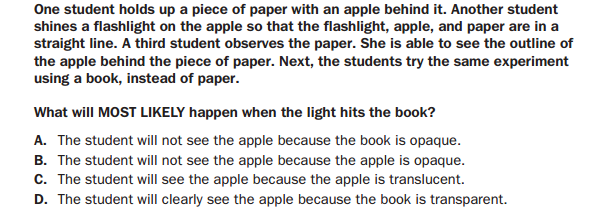 One student holds up a piece of paper with an apple behind it. Another student
shines a flashlight on the apple so that the flashlight, apple, and paper are in a
straight line. A third student observes the paper. She is able to see the outline of
the apple behind the piece of paper. Next, the students try the same experiment
using a book, instead of paper.
What will MOST LIKELY happen when the light hits the book?
A. The student will not see the apple because the book is opaque.
B. The student will not see the apple because the apple is opaque.
C. The student will see the apple because the apple is translucent.
D. The student will clearly see the apple because the book is transparent.